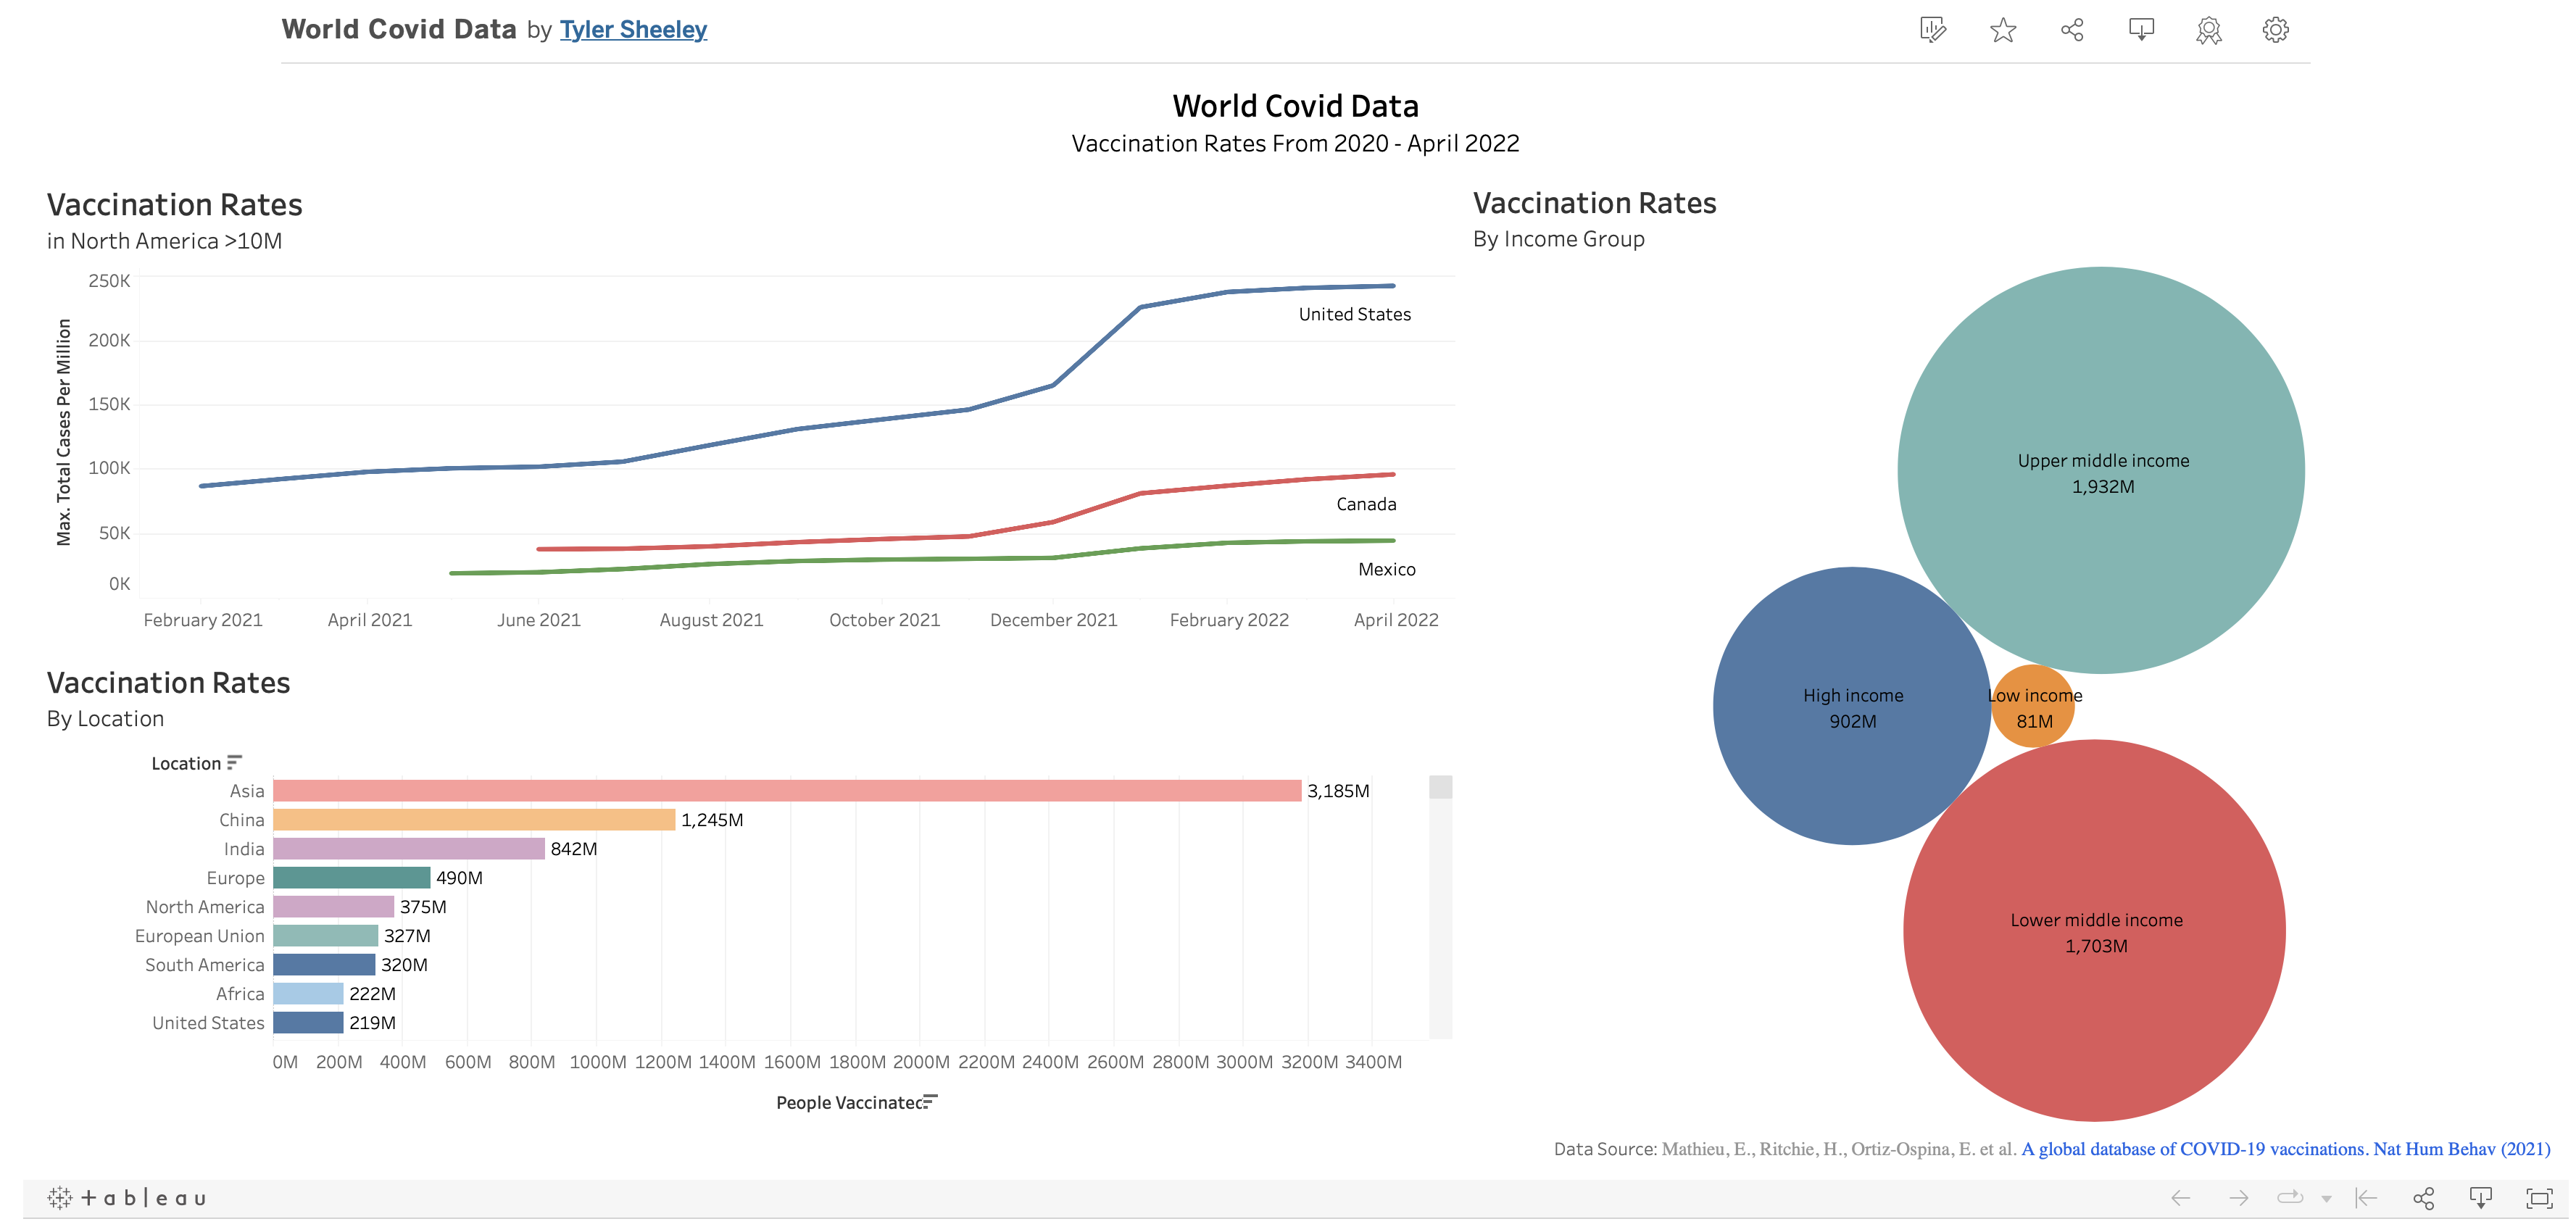 World Covid Data by Tyler Sheeley
World Covid Data
Vaccination Rates From 2020 - April 2022
Vaccination Rates
in North America >10M
Max. Total Cases Per Million
250K
200K
150K
100K
50K
0K
United States
Canada
Mexico
February 2021
April 2021
June 2021
August 2021
October 2021
December 2021
February 2022
April 2022
Vaccination Rates
By Location
Location
Asia 3,185M
China 1,245M
India 842M
Europe 490M
North America 375M
European Union 327M
South America 320M
Africa 222M
United States 219M
0M 200M 400M 600M 800M 1000M 1200M 1400M 1600M 1800M 2000M 2200M 2400M 2600M 2800M 3000M 3200M 3400M
People Vaccinated
Vaccination Rates
By Income Group
Upper middle income
1,932M
High income
902M
Low income
81M
Lower middle income
1,703M
Data Source: Mathieu, E., Ritchie, H., Ortiz-Ospina, E. et al. A global database of COVID-19 vaccinations. Nat Hum Behav (2021)
+ableau